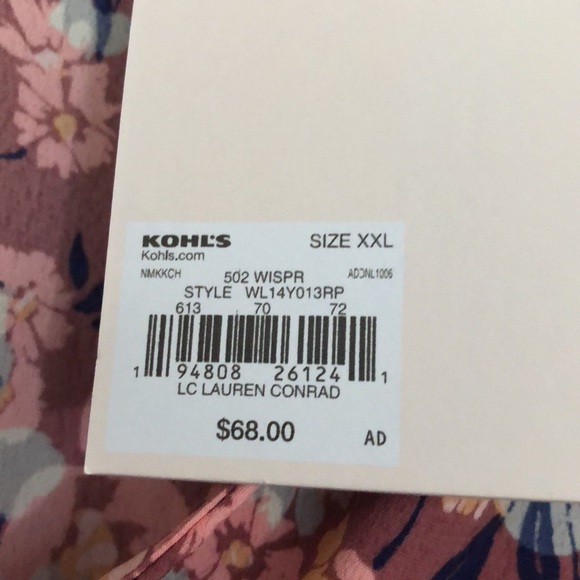 KOHL'S SIZE XXL
Kohls.com
NMKKCH 502 WISPR ADDNL1006
STYLE WL14Y013RP
613 70 72
1 94808 26124 1
LC LAUREN CONRAD
$68.00 AD